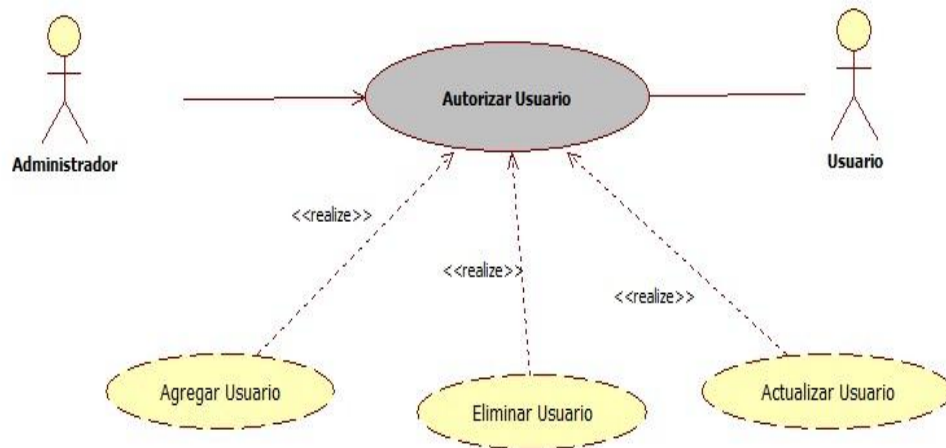 Autorizar Usuario
Administrador
Usuario
<<realize>>
<<realize>>
<<realize>>
Agregar Usuario
Eliminar Usuario
Actualizar Usuario